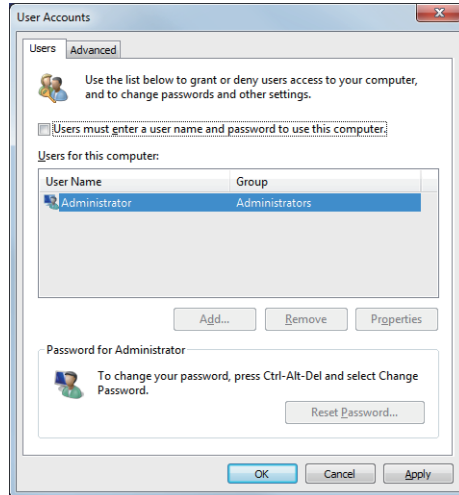 User Accounts
Users Advanced
Use the list below to grant or deny users access to your computer,
and to change passwords and other settings.
Users must enter a user name and password to use this computer.
Users for this computer:
User Name Group
Administrator Administrators
Add... Remove Properties
Password for Administrator
To change your password, press Ctrl-Alt-Del and select Change
Password.
Reset Password...
OK Cancel Apply